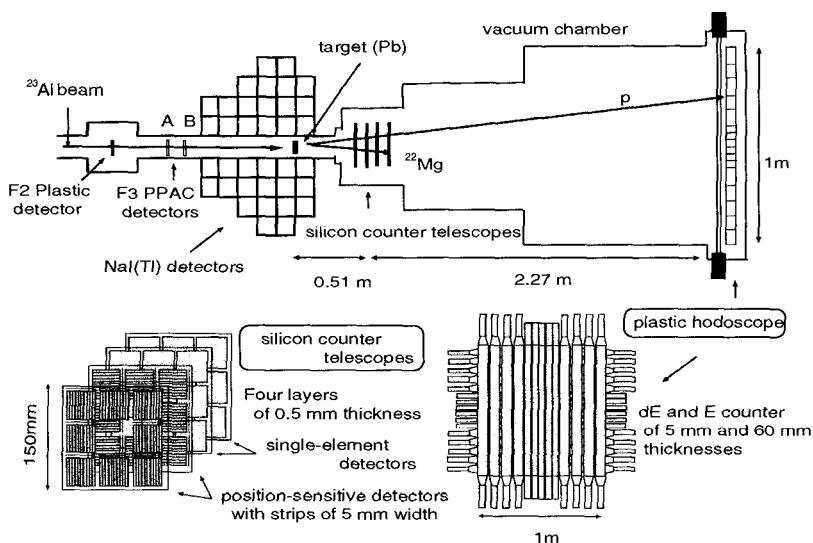 vacuum chamber
target (Pb)
²³Al beam
A B
p
²²Mg
1m
F2 Plastic
detector
F3 PPAC
detectors
silicon counter telescopes
NaI(Tl) detectors
0.51 m
2.27 m
silicon counter
telescopes
plastic hodoscope
Four layers
of 0.5 mm thickness
dE and E counter
of 5 mm and 60 mm
thicknesses
150mm
single-element
detectors
position-sensitive detectors
with strips of 5 mm width
1m